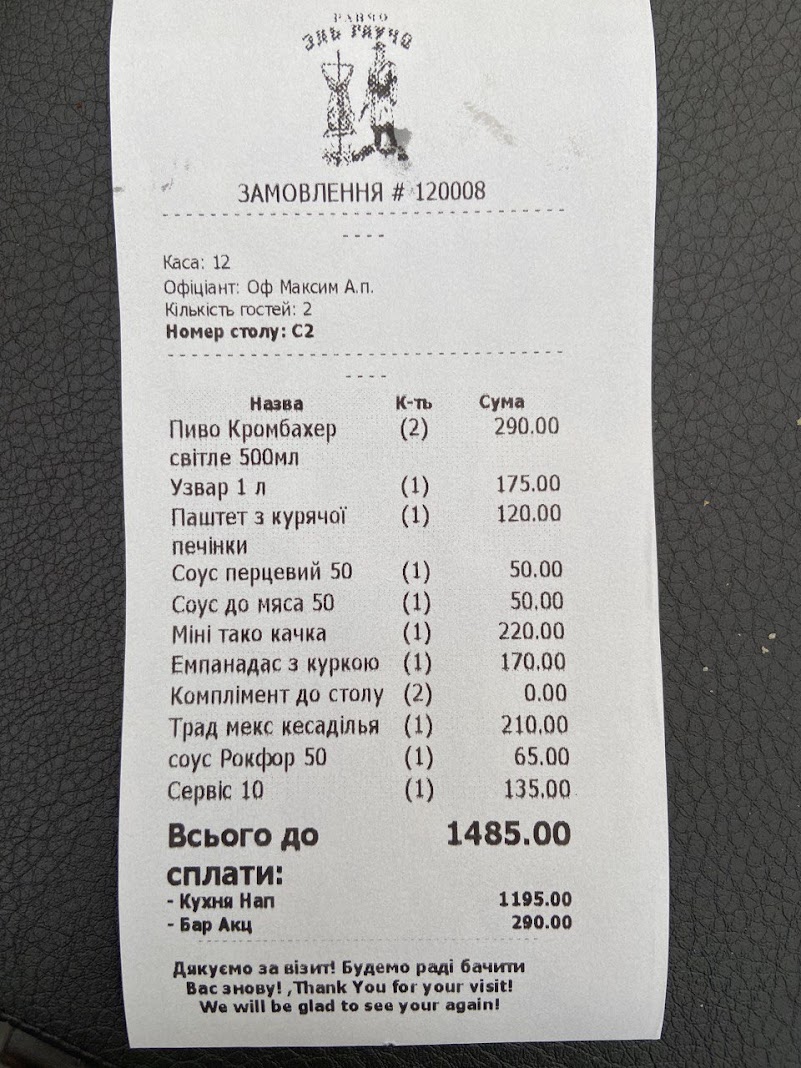 РАНЧО
ЭЛЬ ГАУЧО
ЗАМОВЛЕННЯ # 120008
Каса: 12
Офіціант: Оф Максим А.п.
Кількість гостей: 2
Номер столу: С2
Назва К-ть Сума
Пиво Кромбахер (2) 290.00
світле 500мл
Узвар 1 л (1) 175.00
Паштет з курячої (1) 120.00
печінки
Соус перцевий 50 (1) 50.00
Соус до мяса 50 (1) 50.00
Міні тако качка (1) 220.00
Емпанадас з куркою (1) 170.00
Комплімент до столу (2) 0.00
Трад мекс кесаділья (1) 210.00
соус Рокфор 50 (1) 65.00
Сервіс 10 (1) 135.00
Всього до 1485.00
сплати:
- Кухня Нап 1195.00
- Бар Акц 290.00
Дякуємо за візит! Будемо раді бачити
Вас знову! ,Thank You for your visit!
We will be glad to see your again!